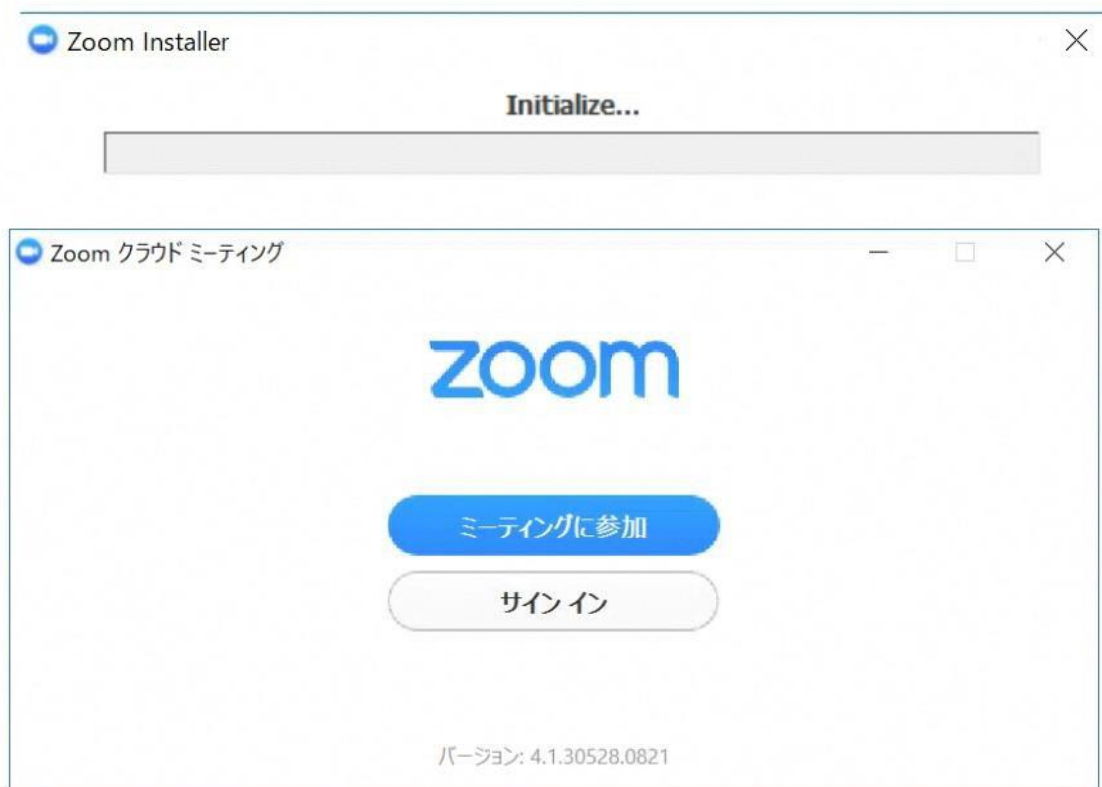 Zoom Installer
Initialize...
Zoom クラウド ミーティング
zoom
ミーティングに参加
サイン イン
バージョン: 4.1.30528.0821